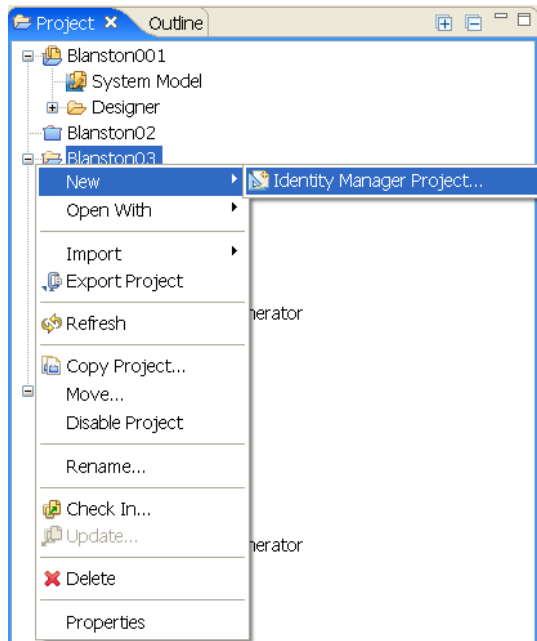 Project Outline
Blanston001
System Model
Designer
Blanston02
Blanston03
New Identity Manager Project...
Open With
Import
Export Project
nerator
Refresh
Copy Project...
Move...
Disable Project
Rename...
Check In...
Update...
nerator
Delete
Properties